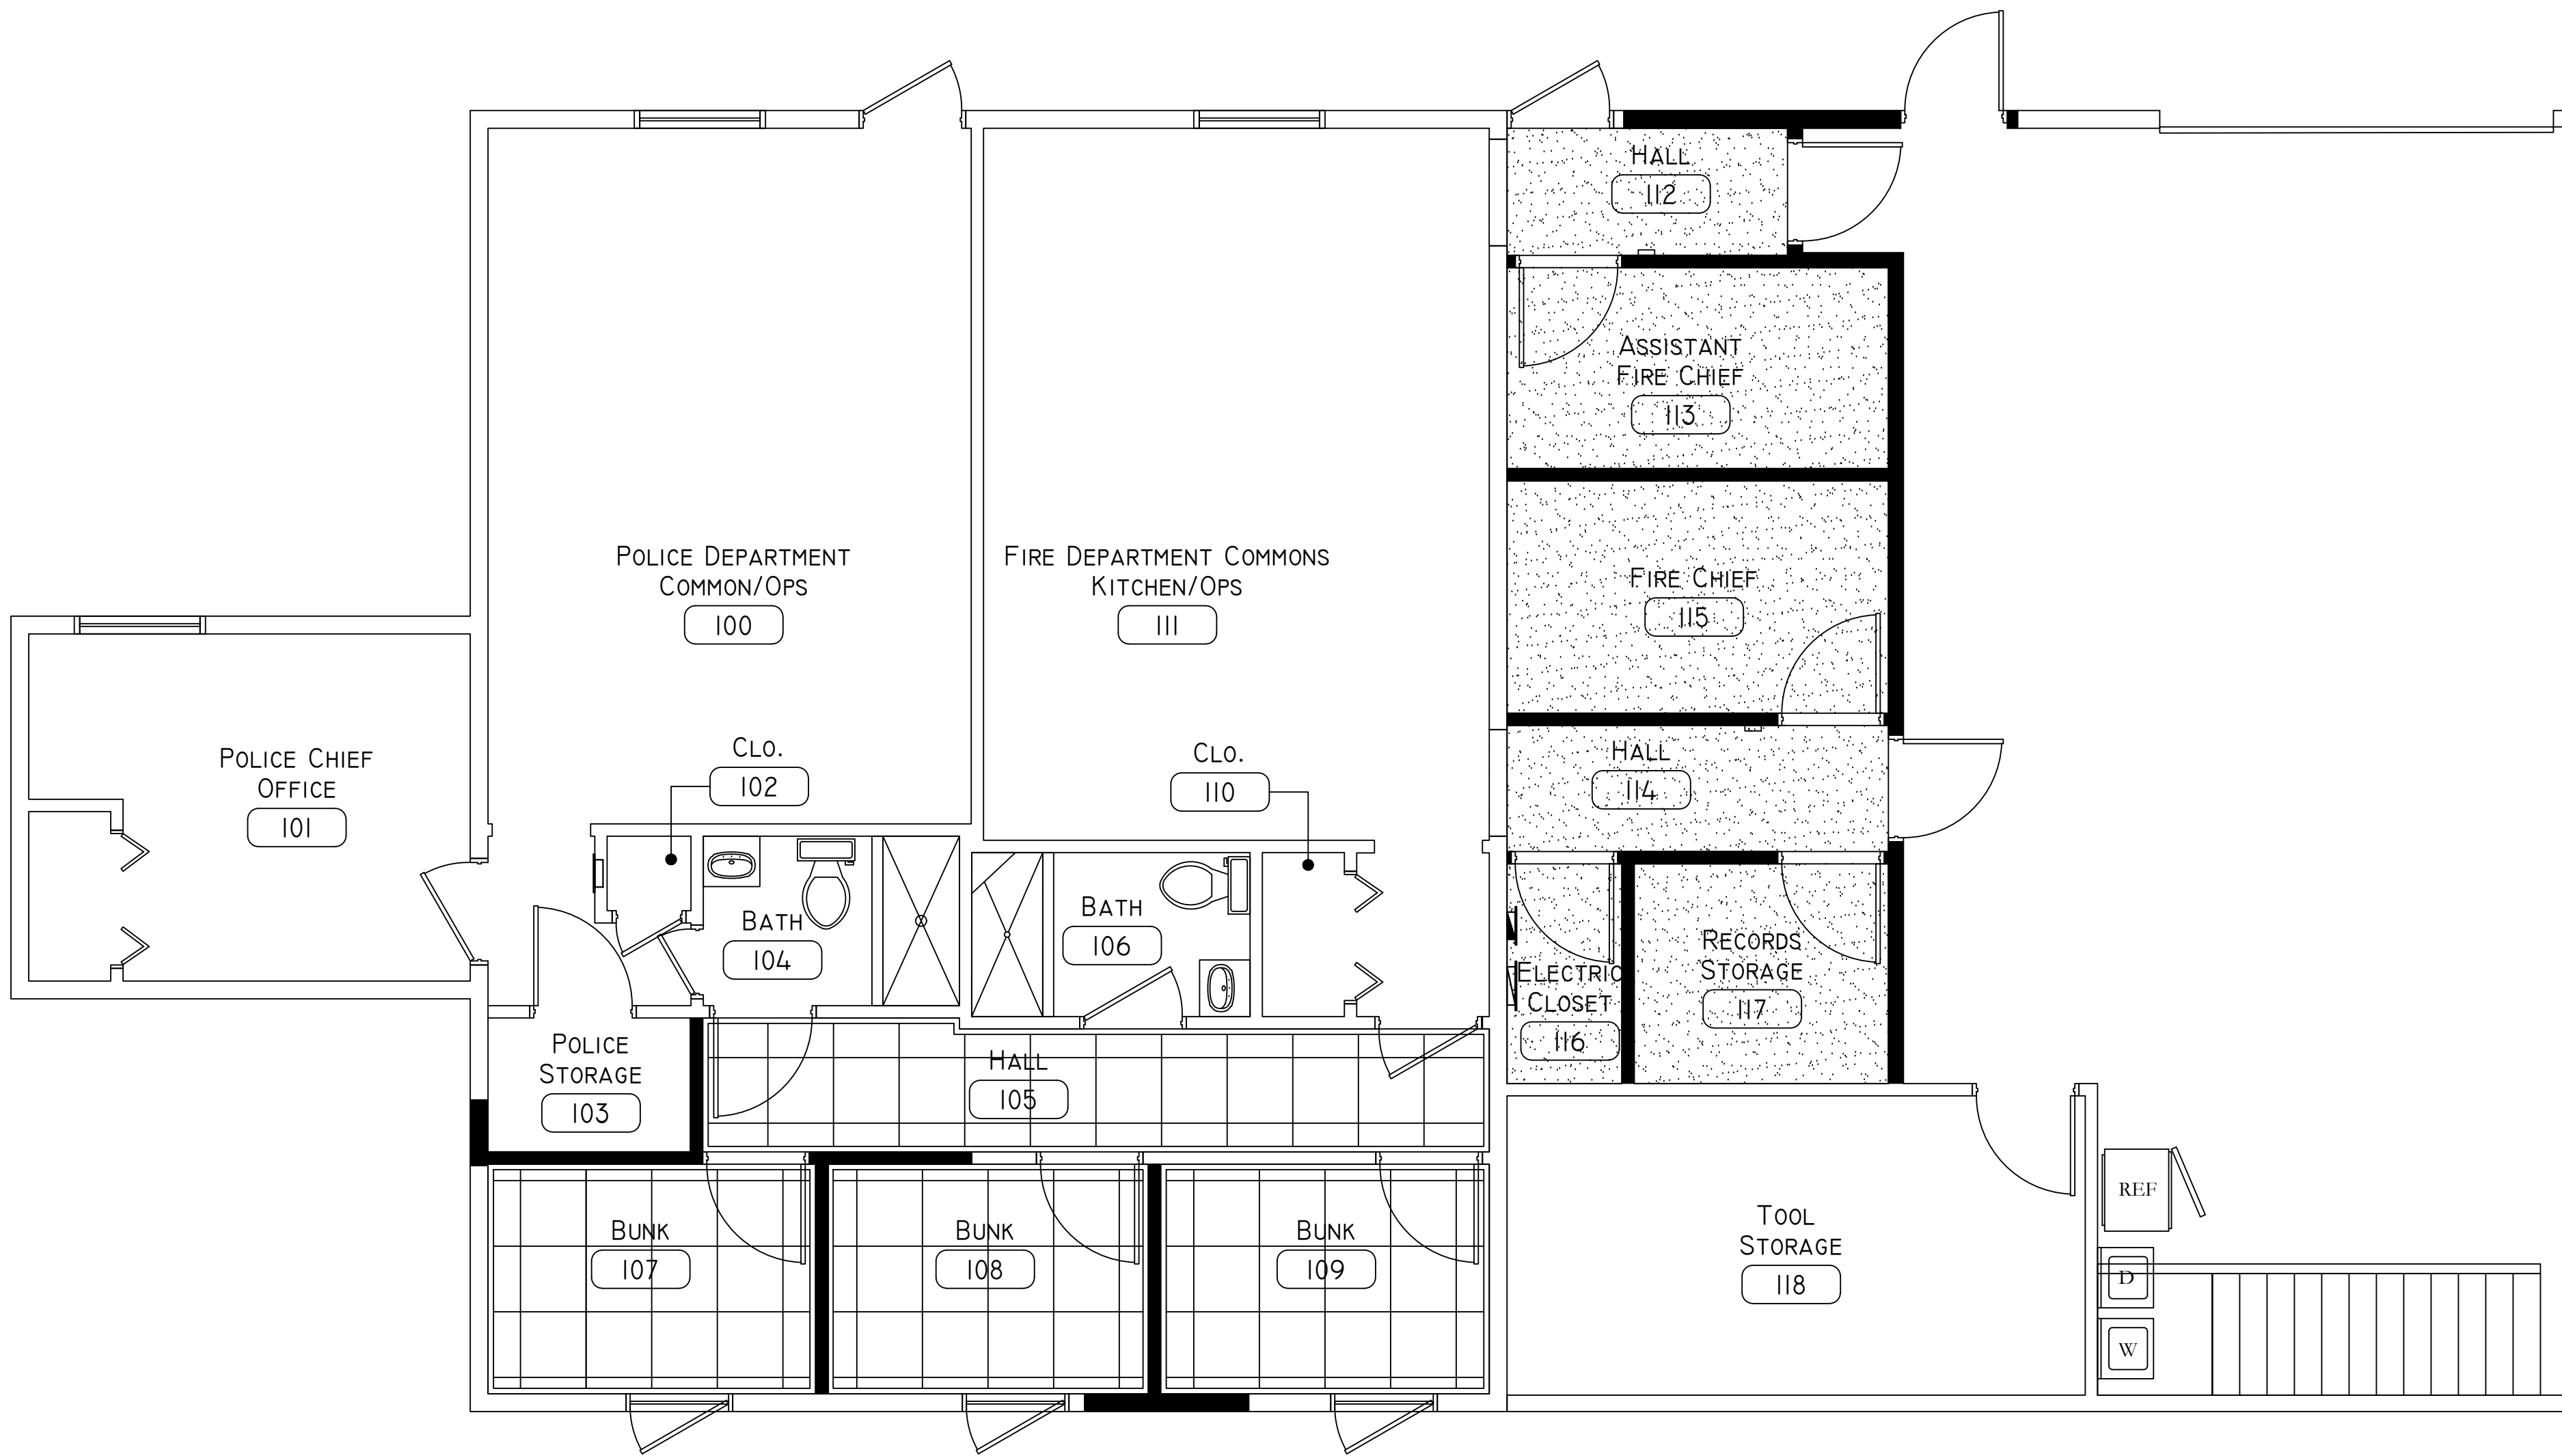 HALL
112
ASSISTANT
FIRE CHIEF
113
POLICE DEPARTMENT
COMMON/OPS
100
FIRE DEPARTMENT COMMONS
KITCHEN/OPS
111
FIRE CHIEF
115
POLICE CHIEF
OFFICE
101
CLO.
102
CLO.
110
HALL
114
BATH
104
BATH
106
ELECTRIC
CLOSET
116
RECORDS
STORAGE
117
POLICE
STORAGE
103
HALL
105
BUNK
107
BUNK
108
BUNK
109
TOOL
STORAGE
118
REF
D
W